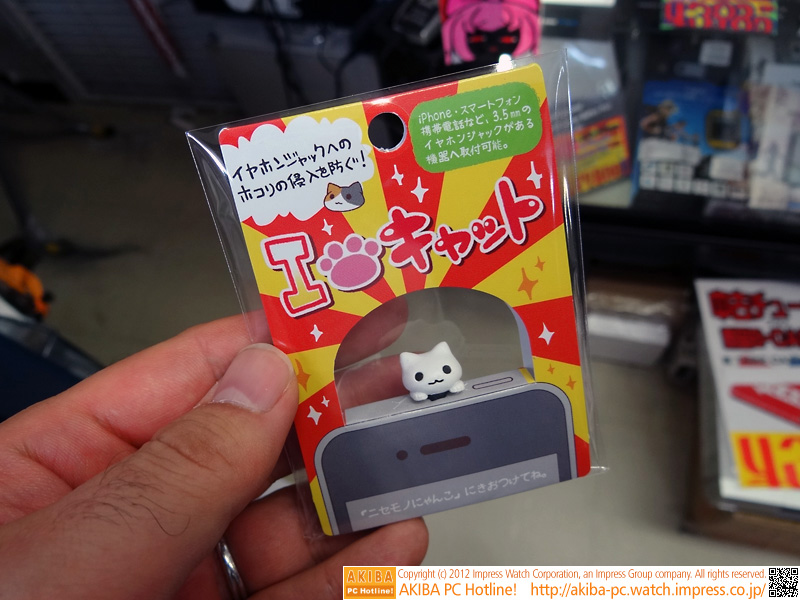 イヤホンジャックへの
ホコリの侵入を防ぐ!
iPhone・スマートフォン
携帯電話など、3.5mmの
イヤホンジャックがある
機器へ取付可能。
I キャット
『ニセモノにゃんこ』にきおつけてね。
AKIBA
PC Hotline!
Copyright (c) 2012 Impress Watch Corporation, an Impress Group company. All rights reserved.
AKIBA PC Hotline! http://akiba-pc.watch.impress.co.jp/